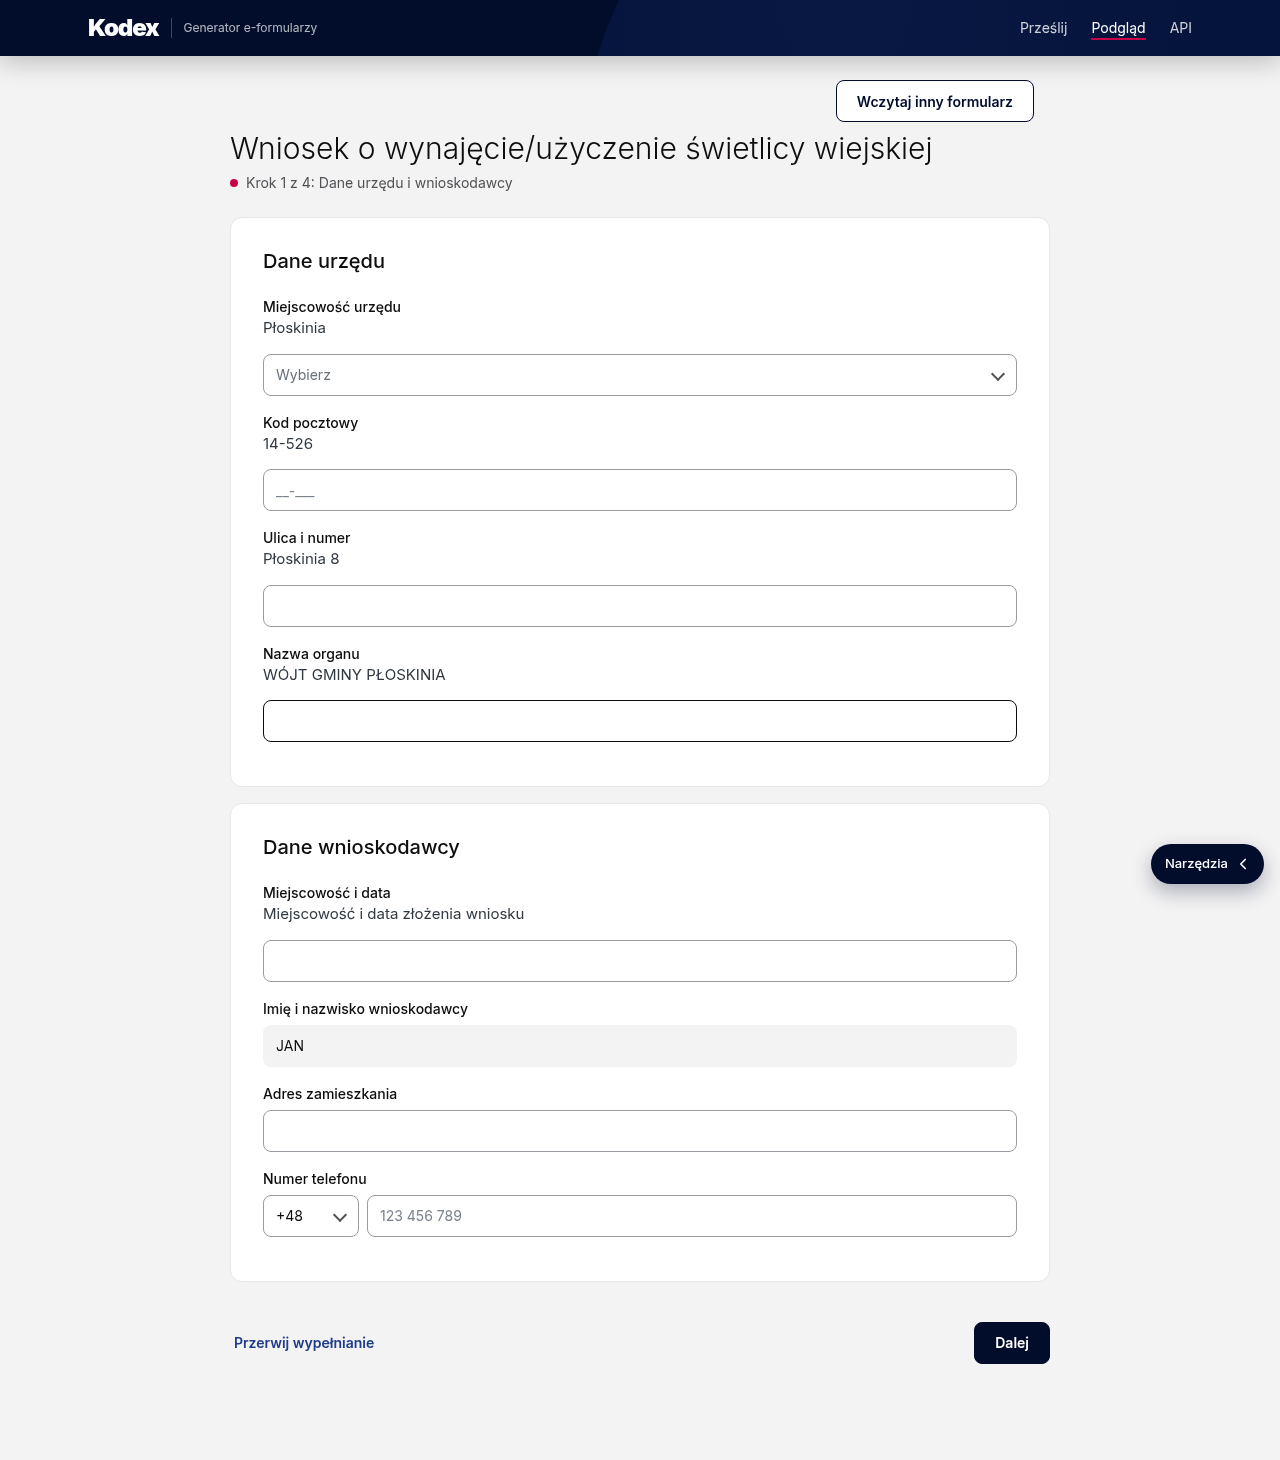 Kodex
Generator e-formularzy
Prześlij
Podgląd
API
Wczytaj inny formularz
Wniosek o wynajęcie/użyczenie świetlicy wiejskiej
Krok 1 z 4: Dane urzędu i wnioskodawcy
Dane urzędu
Miejscowość urzędu
Płoskinia
Wybierz
Kod pocztowy
14-526
__-___
Ulica i numer
Płoskinia 8
Nazwa organu
WÓJT GMINY PŁOSKINIA
Dane wnioskodawcy
Narzędzia
Miejscowość i data
Miejscowość i data złożenia wniosku
Imię i nazwisko wnioskodawcy
JAN
Adres zamieszkania
Numer telefonu
+48
123 456 789
Przerwij wypełnianie
Dalej